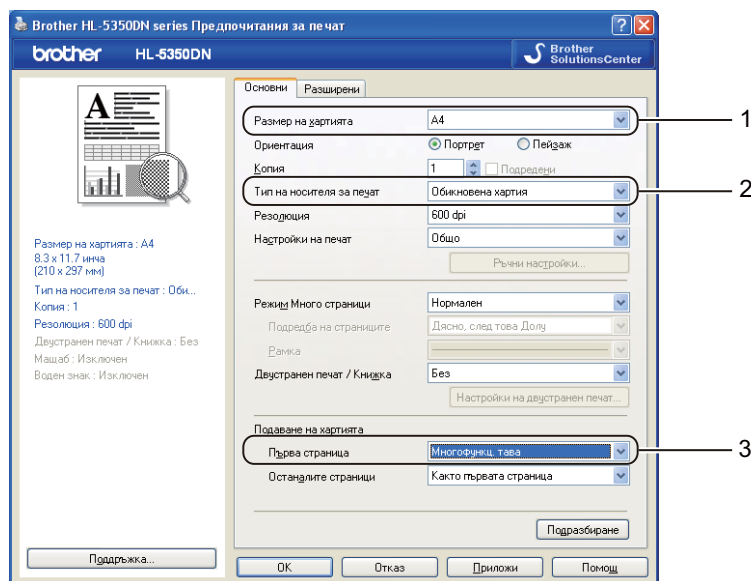 Brother HL-5350DN series Предпочитания за печат
brother HL-5350DN Brother SolutionsCenter
Основни Разширени
Размер на хартията A4 1
Ориентация Портрет Пейзаж
Копия 1 Подредени
Тип на носителя за печат Обикновена хартия 2
Резолюция 600 dpi
Настройки на печат Общо
Ръчни настройки...
Режим Много страници Нормален
Подредба на страниците Дясно, след това Долу
Рамка
Двустранен печат / Книжка Без
Настройки на двустранен печат...
Подаване на хартията
Първа страница Многофункц. тава 3
Останалите страници Както първата страница
Подразбиране
Размер на хартията : A4
8.3 x 11.7 инча
(210 x 297 мм)
Тип на носителя за печат : Оби...
Копия : 1
Резолюция : 600 dpi
Двустранен печат / Книжка : Без
Мащаб : Изключен
Воден знак : Изключен
Поддръжка...
OK Отказ Приложи Помощ